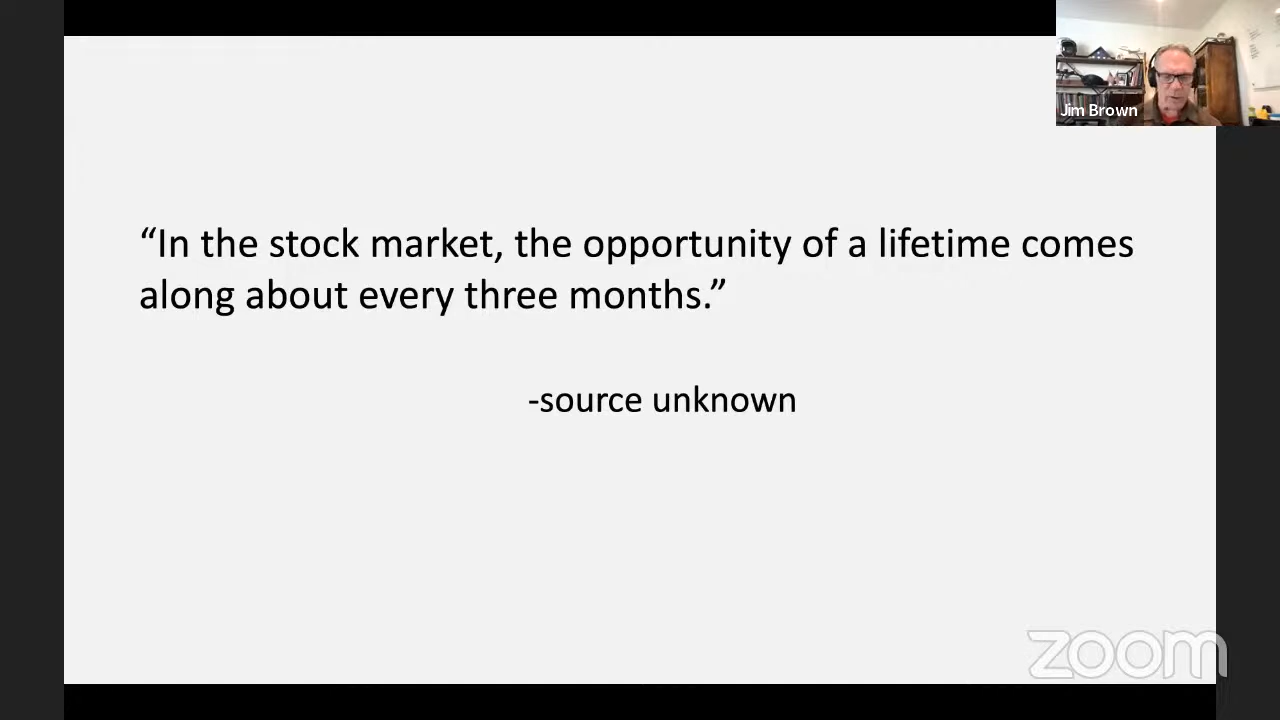 Jim Brown
“In the stock market, the opportunity of a lifetime comes
along about every three months.”
-source unknown
zoom